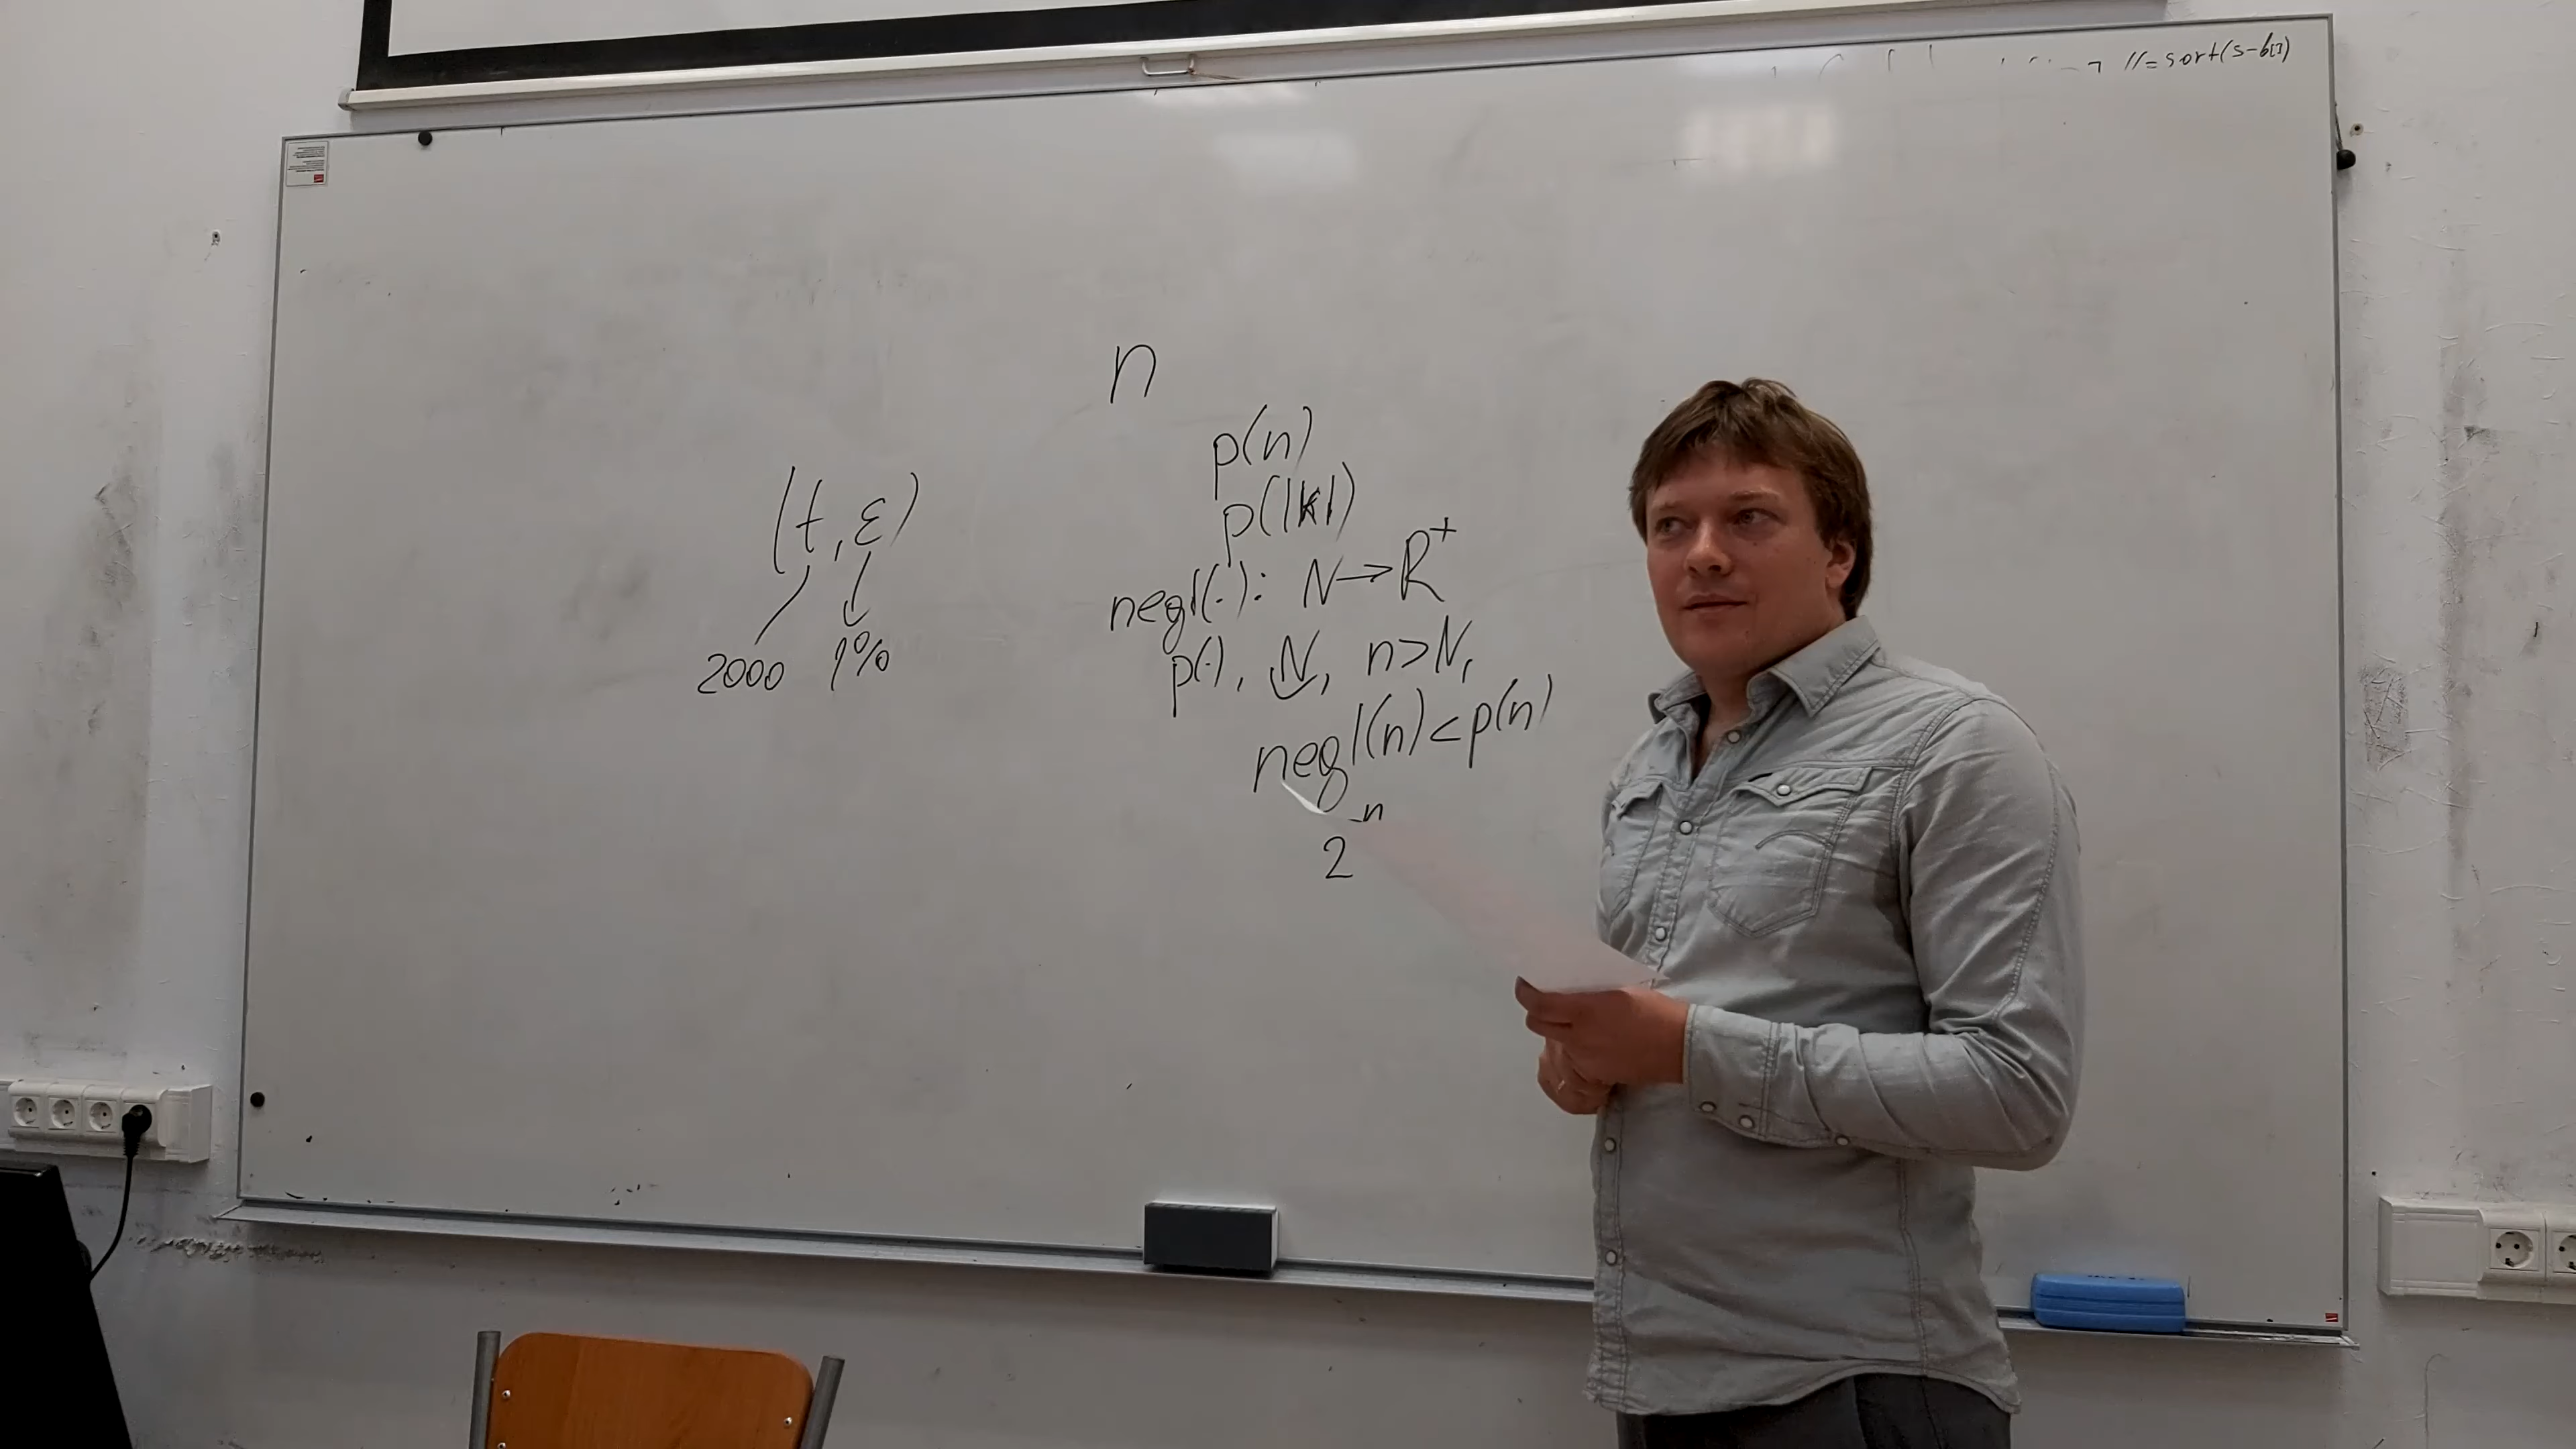 //=sort(s-b[])
n
p(n)
p(|k|)
(t, ε)
2000 1%
negl(·): N→R⁺
p(·), N, n>N,
negl(n)<p(n)
2⁻ⁿ